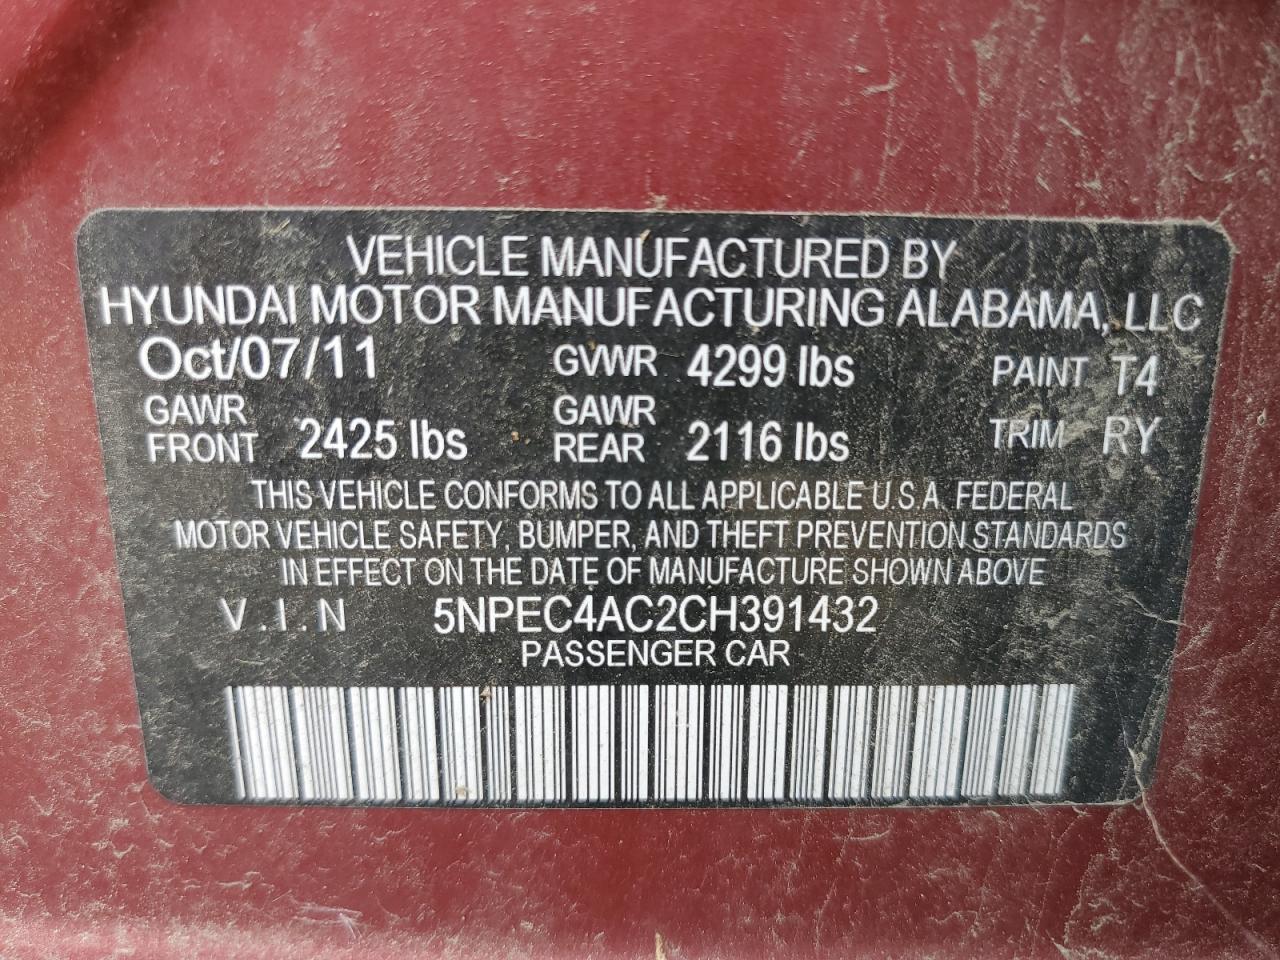 VEHICLE MANUFACTURED BY
HYUNDAI MOTOR MANUFACTURING ALABAMA, LLC
Oct/07/11 GVWR 4299 lbs PAINT T4
GAWR FRONT 2425 lbs GAWR REAR 2116 lbs TRIM RY
THIS VEHICLE CONFORMS TO ALL APPLICABLE U.S.A. FEDERAL
MOTOR VEHICLE SAFETY, BUMPER, AND THEFT PREVENTION STANDARDS
IN EFFECT ON THE DATE OF MANUFACTURE SHOWN ABOVE
V.I.N 5NPEC4AC2CH391432
PASSENGER CAR